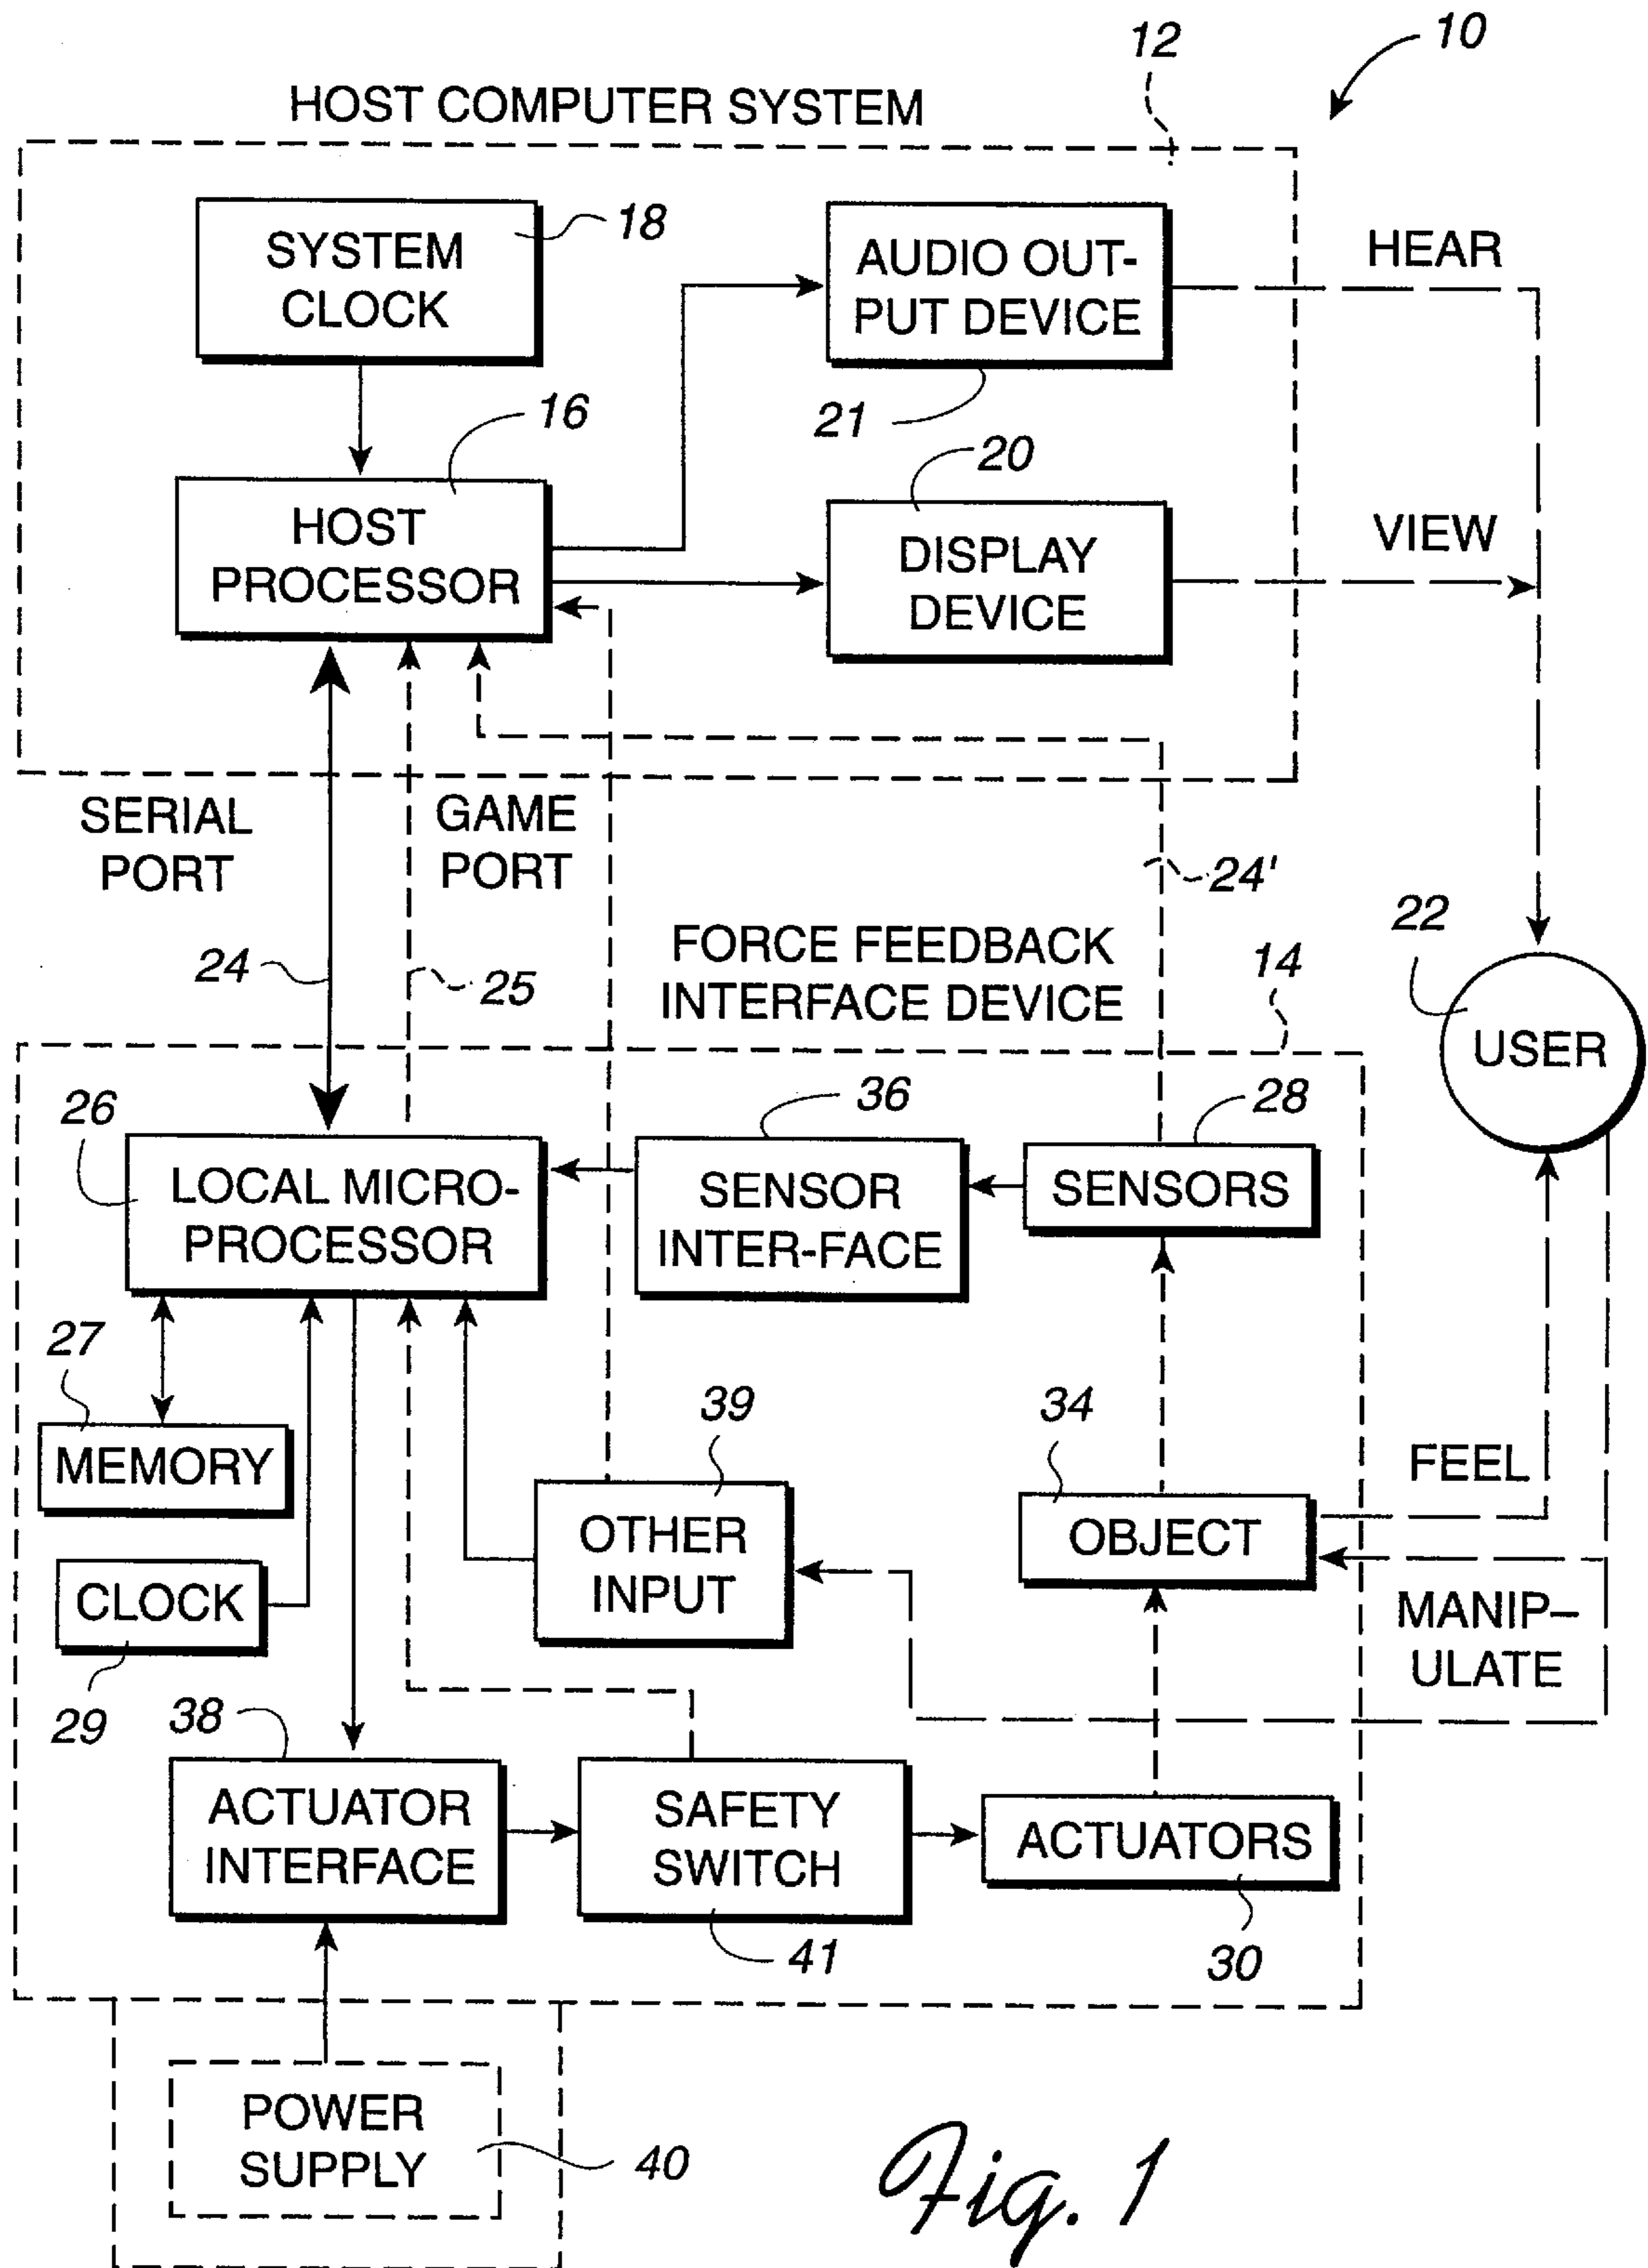 10
12
HOST COMPUTER SYSTEM
18
SYSTEM
CLOCK
AUDIO OUT-
PUT DEVICE
HEAR
21
16
20
HOST
PROCESSOR
DISPLAY
DEVICE
VIEW
SERIAL
PORT
GAME
PORT
24'
22
24
25
FORCE FEEDBACK
INTERFACE DEVICE
14
USER
26
36
28
LOCAL MICRO-
PROCESSOR
SENSOR
INTER-FACE
SENSORS
27
MEMORY
39
34
FEEL
OTHER
INPUT
OBJECT
CLOCK
29
MANIP–
ULATE
38
ACTUATOR
INTERFACE
SAFETY
SWITCH
ACTUATORS
41
30
POWER
SUPPLY
40
Fig. 1